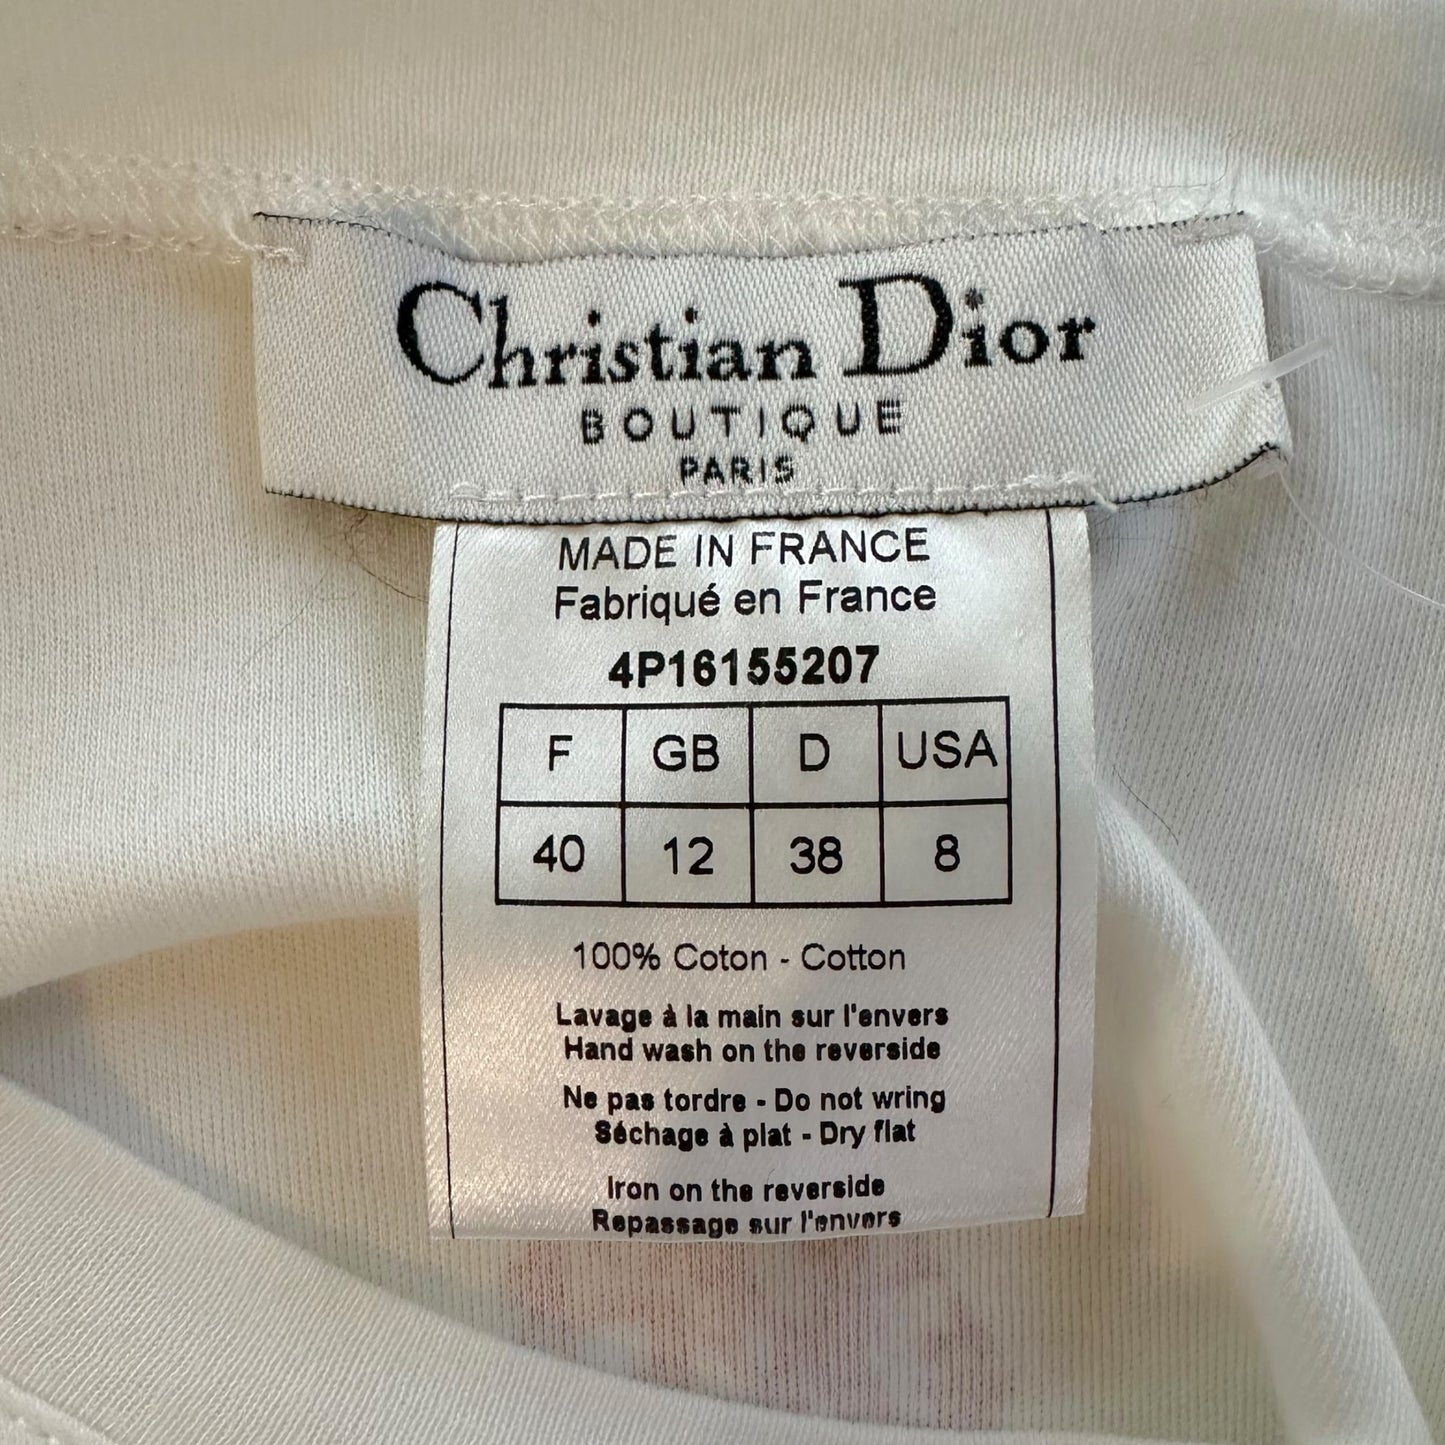 Christian Dior
BOUTIQUE
PARIS
MADE IN FRANCE
Fabriqué en France
4P16155207
F GB D USA
40 12 38 8
100% Coton - Cotton
Lavage à la main sur l'envers
Hand wash on the reverside
Ne pas tordre - Do not wring
Séchage à plat - Dry flat
Iron on the reverside
Repassage sur l'envers